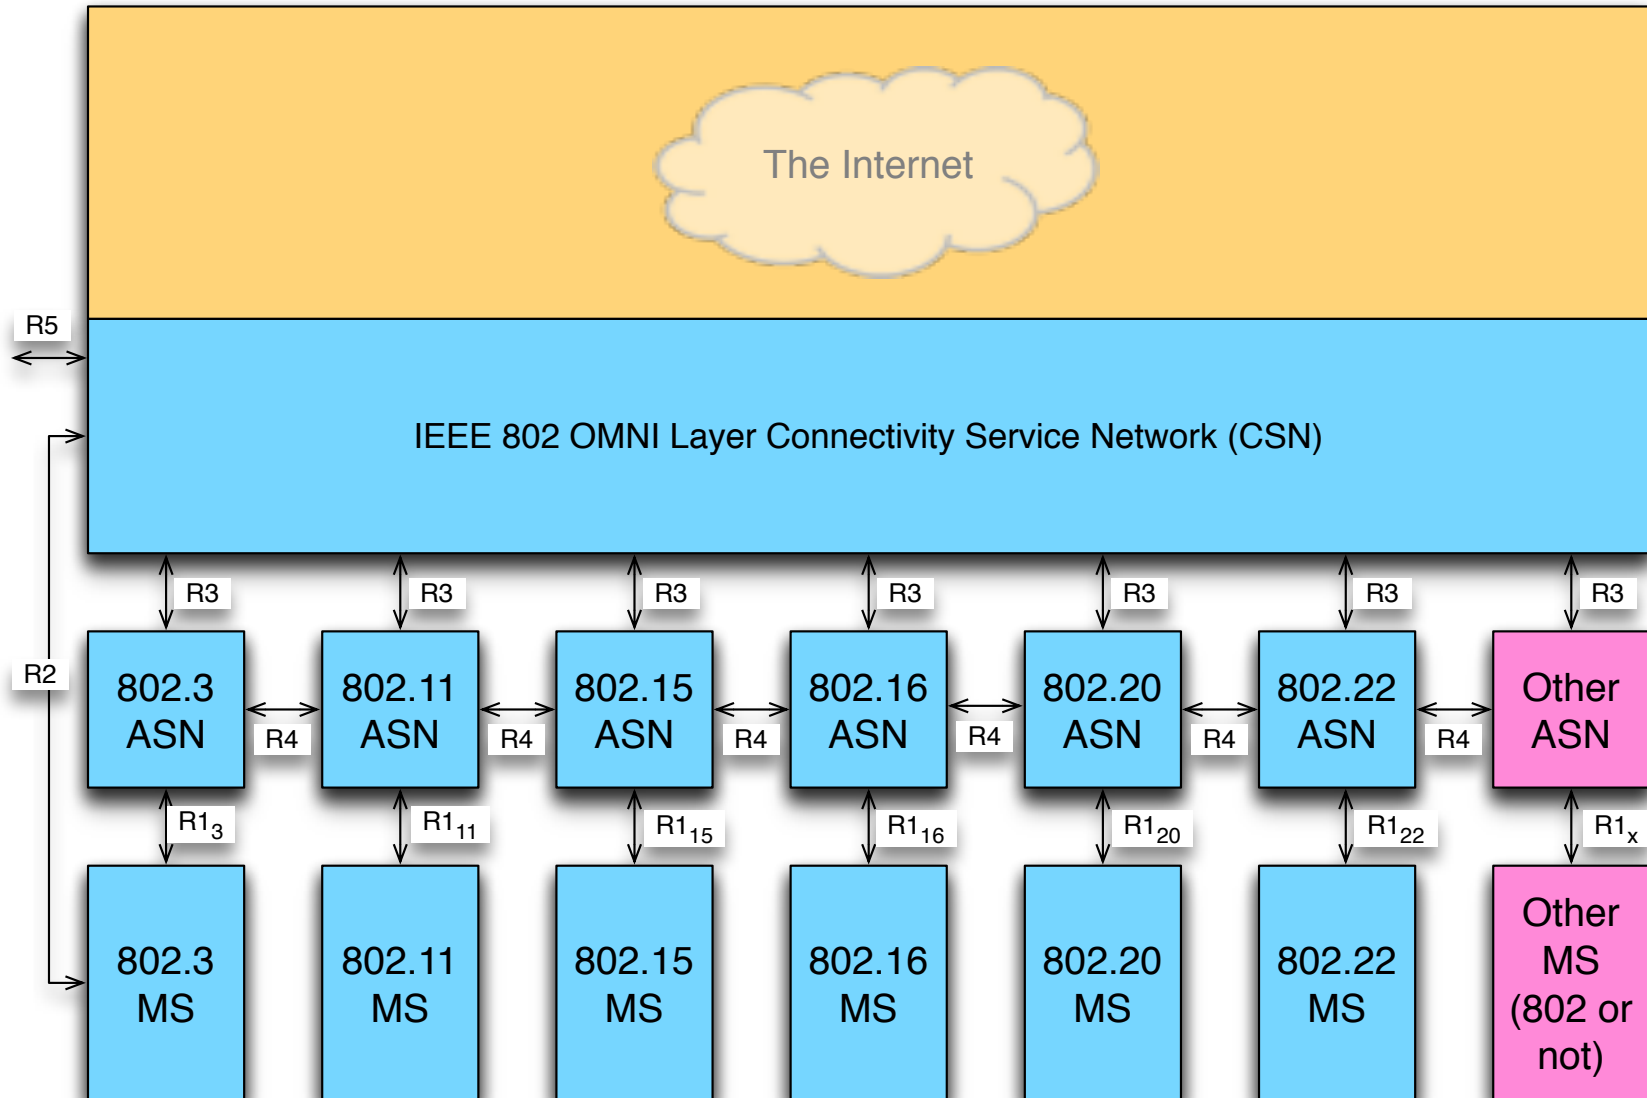 The Internet
R5
IEEE 802 OMNI Layer Connectivity Service Network (CSN)
R3 R3 R3 R3 R3 R3 R3
R2
802.3 ASN
802.11 ASN
802.15 ASN
802.16 ASN
802.20 ASN
802.22 ASN
Other ASN
R4 R4 R4 R4 R4 R4
R1₃ R1₁₁ R1₁₅ R1₁₆ R1₂₀ R1₂₂ R1ₓ
802.3
MS
802.11
MS
802.15
MS
802.16
MS
802.20
MS
802.22
MS
Other
MS
(802 or
not)